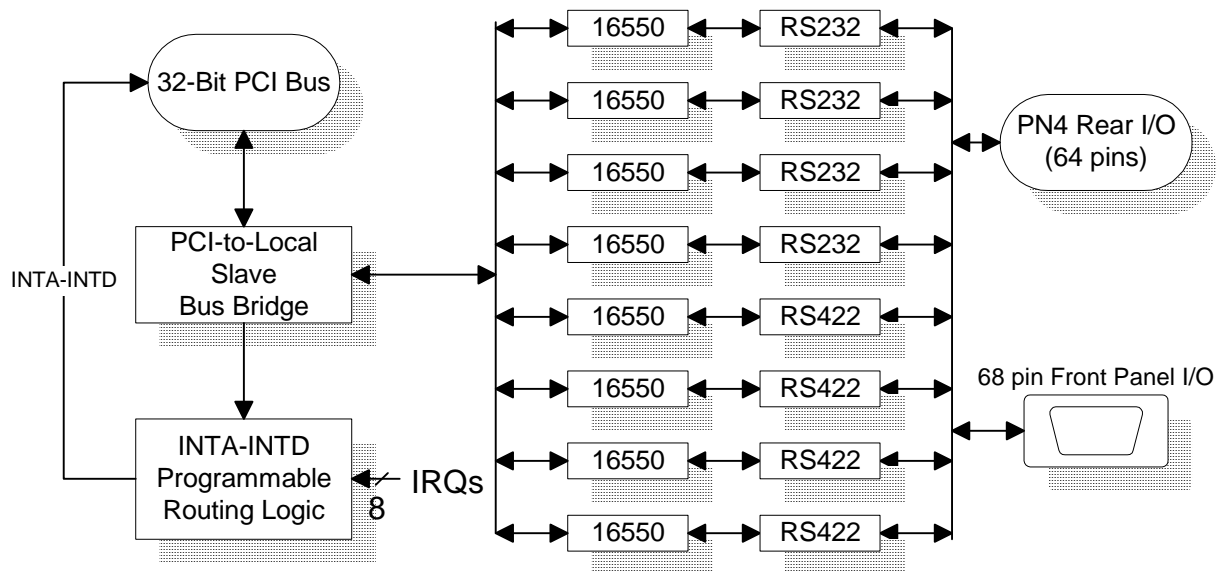 32-Bit PCI Bus
INTA-INTD
PCI-to-Local
Slave
Bus Bridge
INTA-INTD
Programmable
Routing Logic
8
IRQs
16550
RS232
16550
RS232
16550
RS232
16550
RS232
16550
RS422
16550
RS422
16550
RS422
16550
RS422
PN4 Rear I/O
(64 pins)
68 pin Front Panel I/O